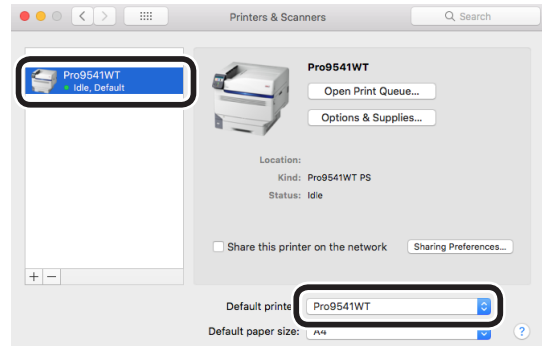 Printers & Scanners
Search
Pro9541WT
Idle, Default
Pro9541WT
Open Print Queue...
Options & Supplies...
Location:
Kind: Pro9541WT PS
Status: Idle
Share this printer on the network
Sharing Preferences...
+ −
Default printe
Pro9541WT
Default paper size: A4
?